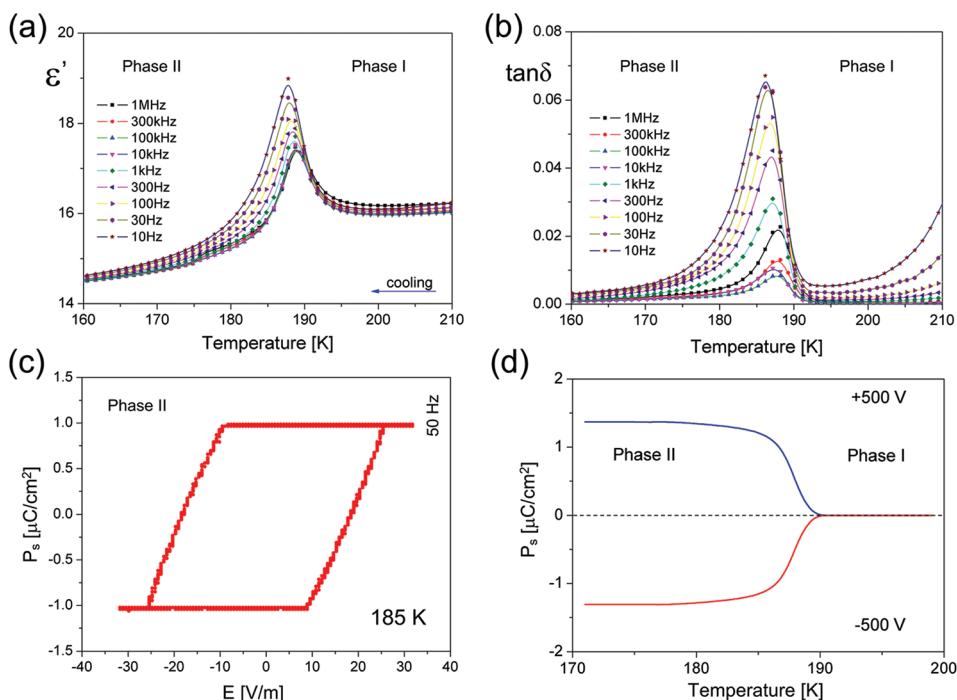 (a)
20
18
16
14
ε'
Phase II
Phase I
1MHz
300kHz
100kHz
10kHz
1kHz
300Hz
100Hz
30Hz
10Hz
cooling
160 170 180 190 200 210
Temperature [K]
(b)
0.08
0.06
0.04
0.02
0.00
tanδ
Phase II
Phase I
1MHz
300kHz
100kHz
10kHz
1kHz
300Hz
100Hz
30Hz
10Hz
160 170 180 190 200 210
Temperature [K]
(c)
1.5
1.0
0.5
0.0
-0.5
-1.0
-1.5
Ps [µC/cm2]
Phase II
50 Hz
185 K
-40 -30 -20 -10 0 10 20 30 40
E [V/m]
(d)
2
1
0
-1
-2
Ps [µC/cm2]
+500 V
Phase II
Phase I
-500 V
170 180 190 200
Temperature [K]